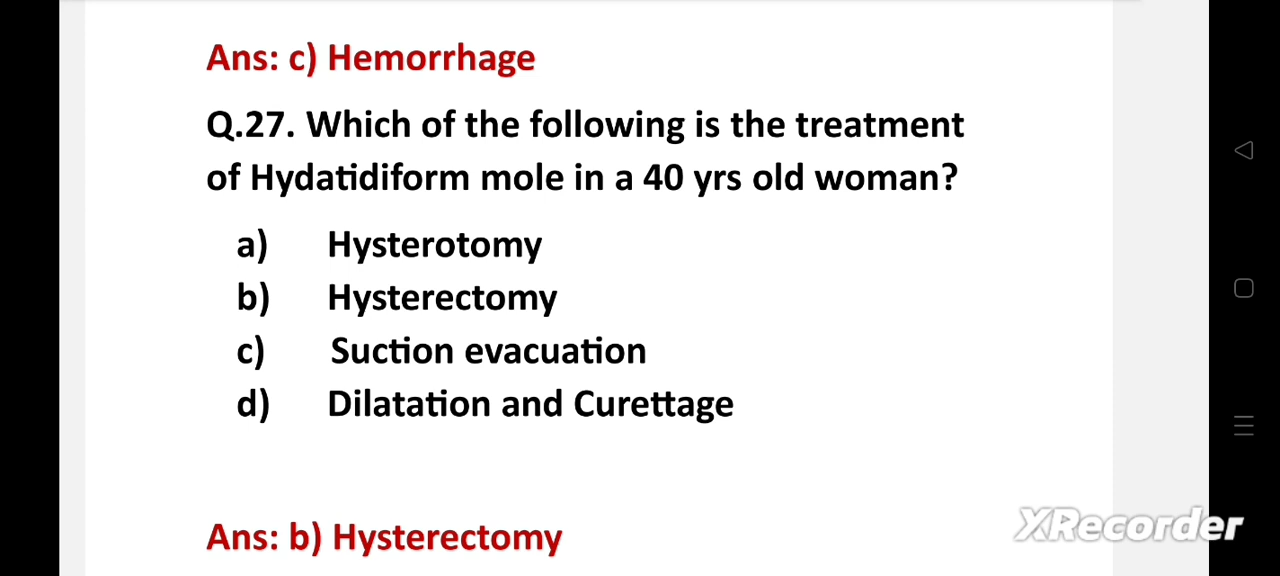 Ans: c) Hemorrhage
Q.27. Which of the following is the treatment
of Hydatidiform mole in a 40 yrs old woman?
a) Hysterotomy
b) Hysterectomy
c) Suction evacuation
d) Dilatation and Curettage
Ans: b) Hysterectomy
XRecorder